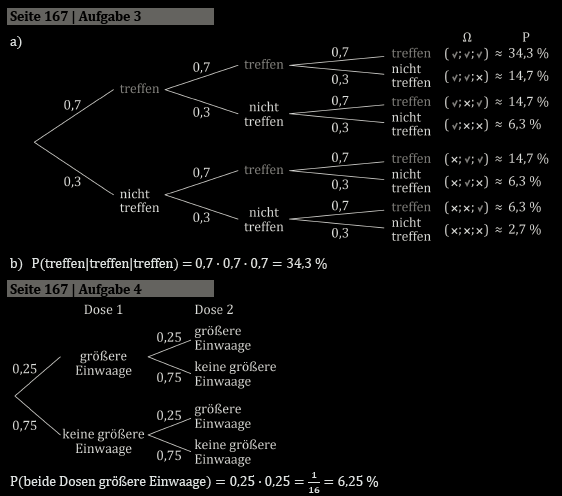 Seite 167 | Aufgabe 3
Ω P
a)
0,7 treffen (✓;✓;✓) ≈ 34,3 %
0,7 treffen
0,3 nicht treffen (✓;✓;×) ≈ 14,7 %
0,7 treffen
0,7 treffen (✓;×;✓) ≈ 14,7 %
0,3 nicht treffen
0,3 nicht treffen (✓;×;×) ≈ 6,3 %
0,7 treffen (×;✓;✓) ≈ 14,7 %
0,7 treffen
0,3 nicht treffen (×;✓;×) ≈ 6,3 %
0,3 nicht treffen
0,7 treffen (×;×;✓) ≈ 6,3 %
0,3 nicht treffen
0,3 nicht treffen (×;×;×) ≈ 2,7 %
b) P(treffen|treffen|treffen) = 0,7 · 0,7 · 0,7 = 34,3 %
Seite 167 | Aufgabe 4
Dose 1 Dose 2
0,25 größere Einwaage
0,25 größere Einwaage
0,75 keine größere Einwaage
0,75 keine größere Einwaage
0,25 größere Einwaage
0,75 keine größere Einwaage
P(beide Dosen größere Einwaage) = 0,25 · 0,25 = 1/16 = 6,25 %